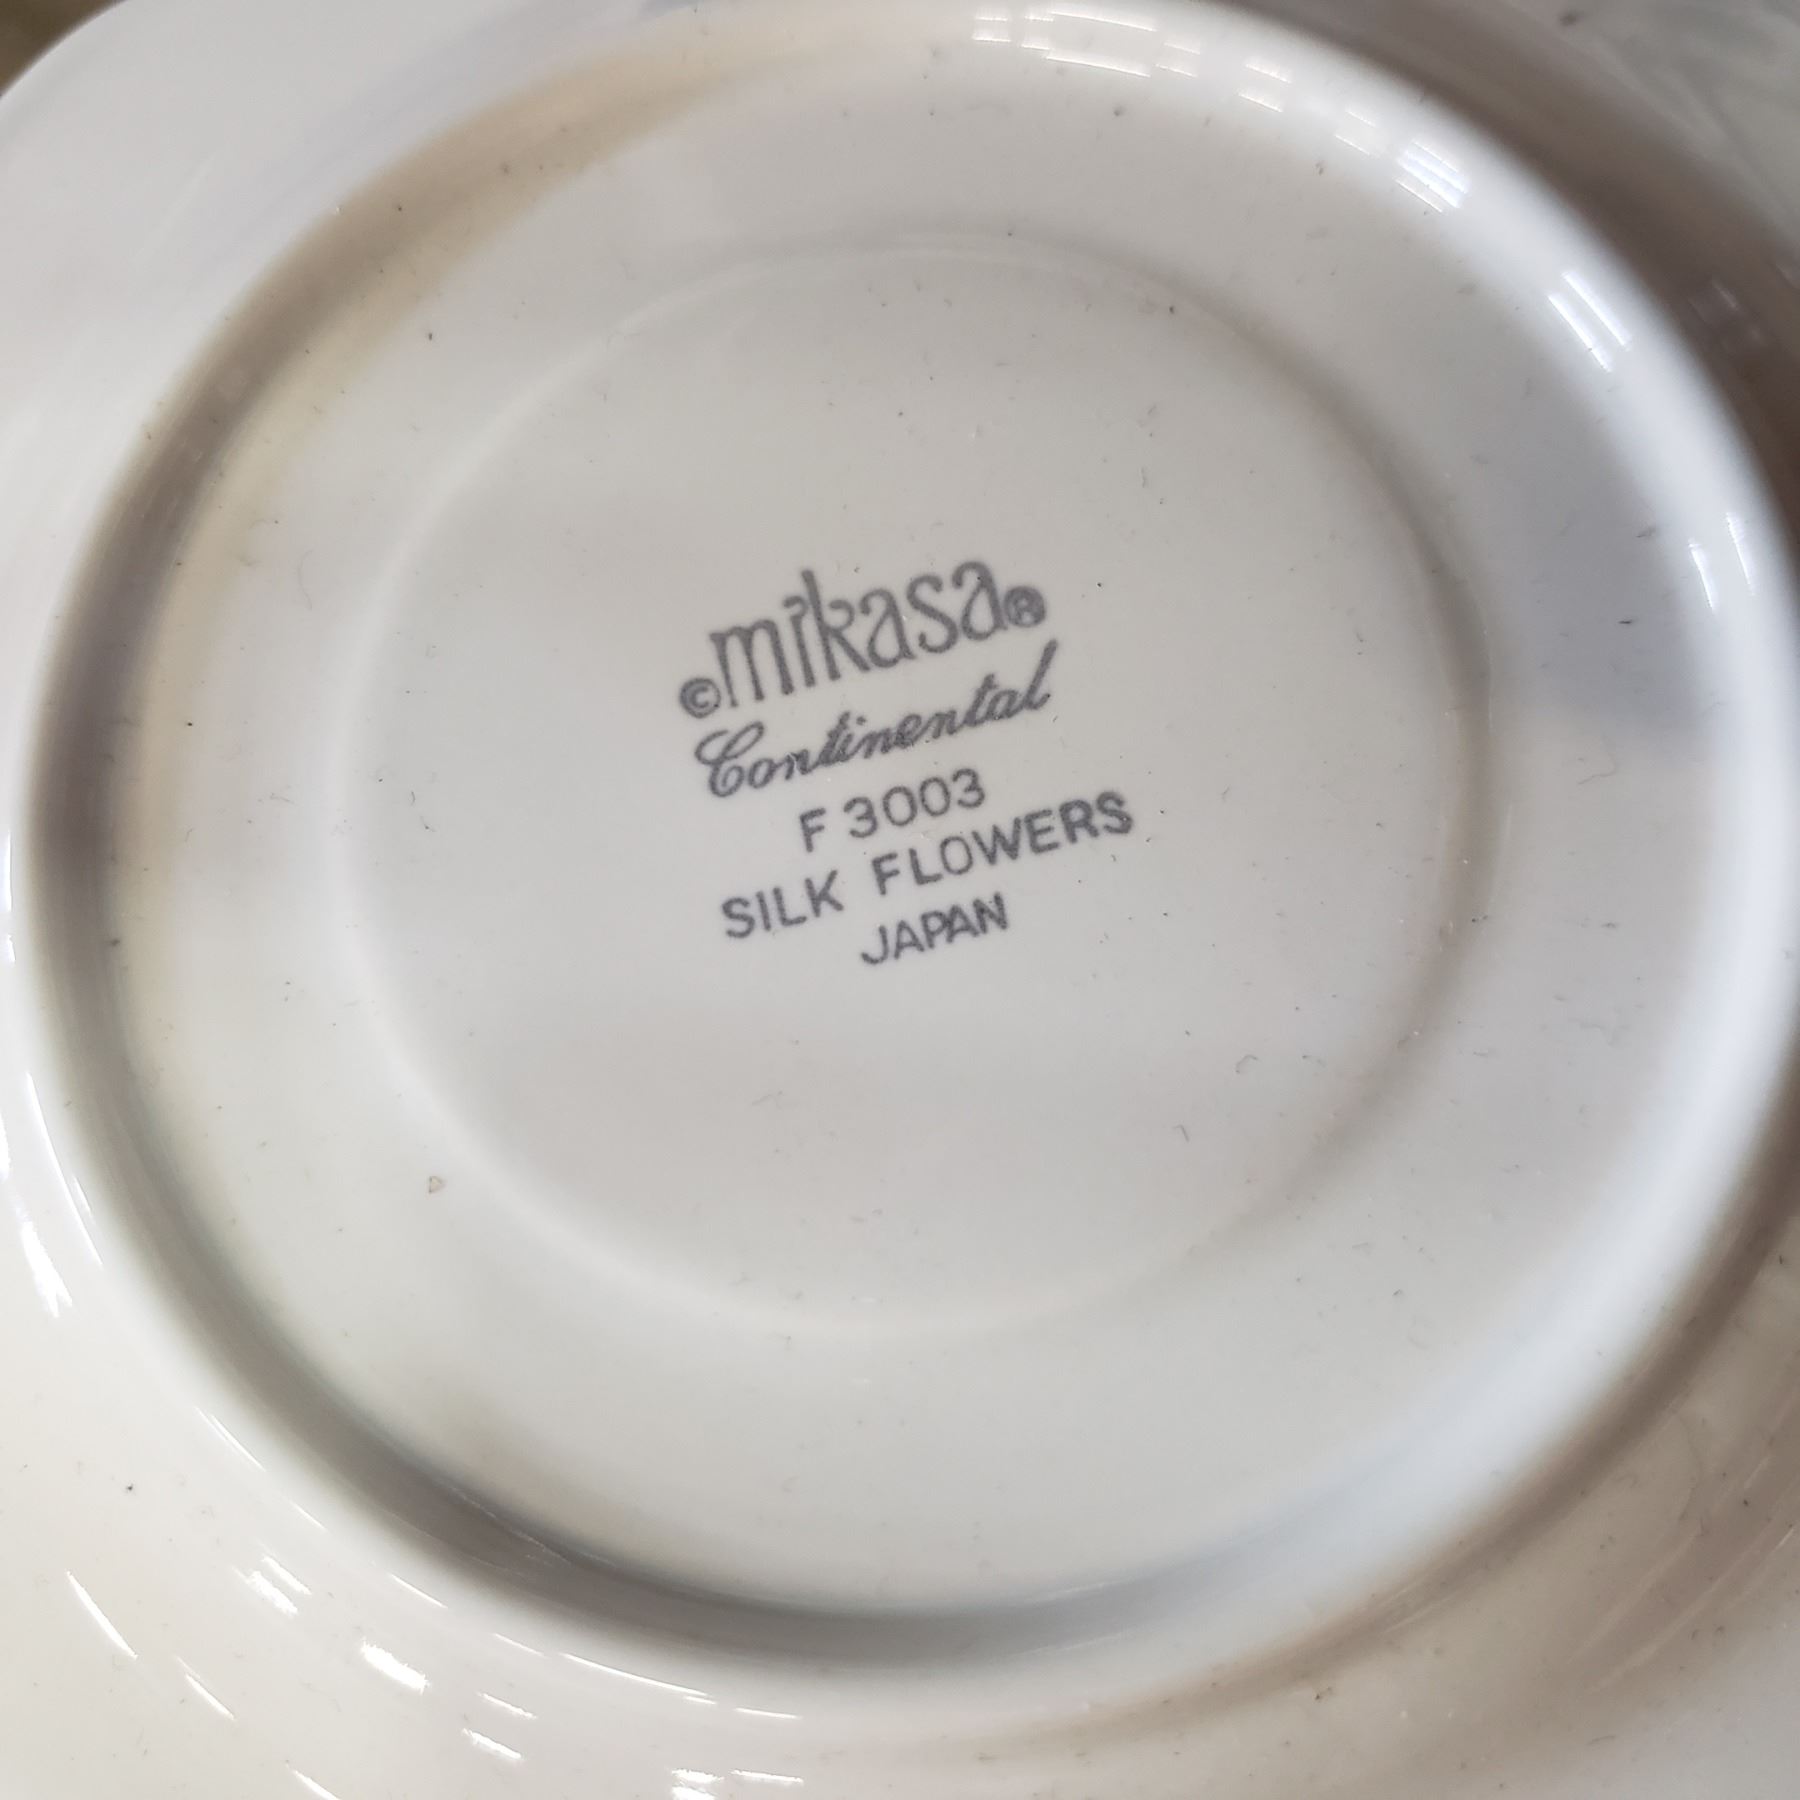 ©mikasa®
Continental
F 3003
SILK FLOWERS
JAPAN